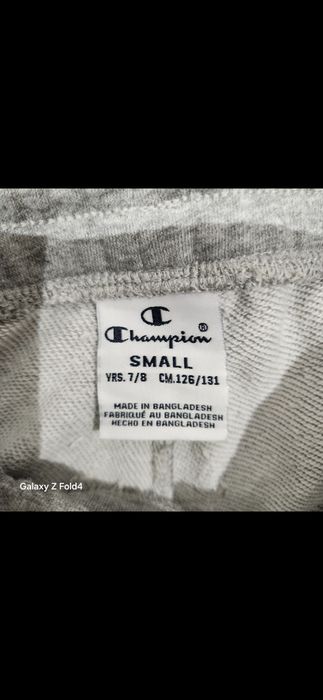 Champion®
SMALL
YRS. 7/8 CM.126/131
MADE IN BANGLADESH
FABRIQUÉ AU BANGLADESH
HECHO EN BANGLADESH
Galaxy Z Fold4